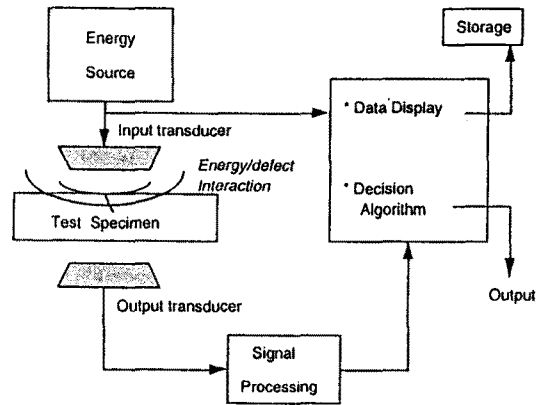 Energy
Source
Storage
Input transducer
* Data Display
Energy/defect
Interaction
* Decision
Algorithm
Test Specimen
Output transducer
Output
Signal
Processing